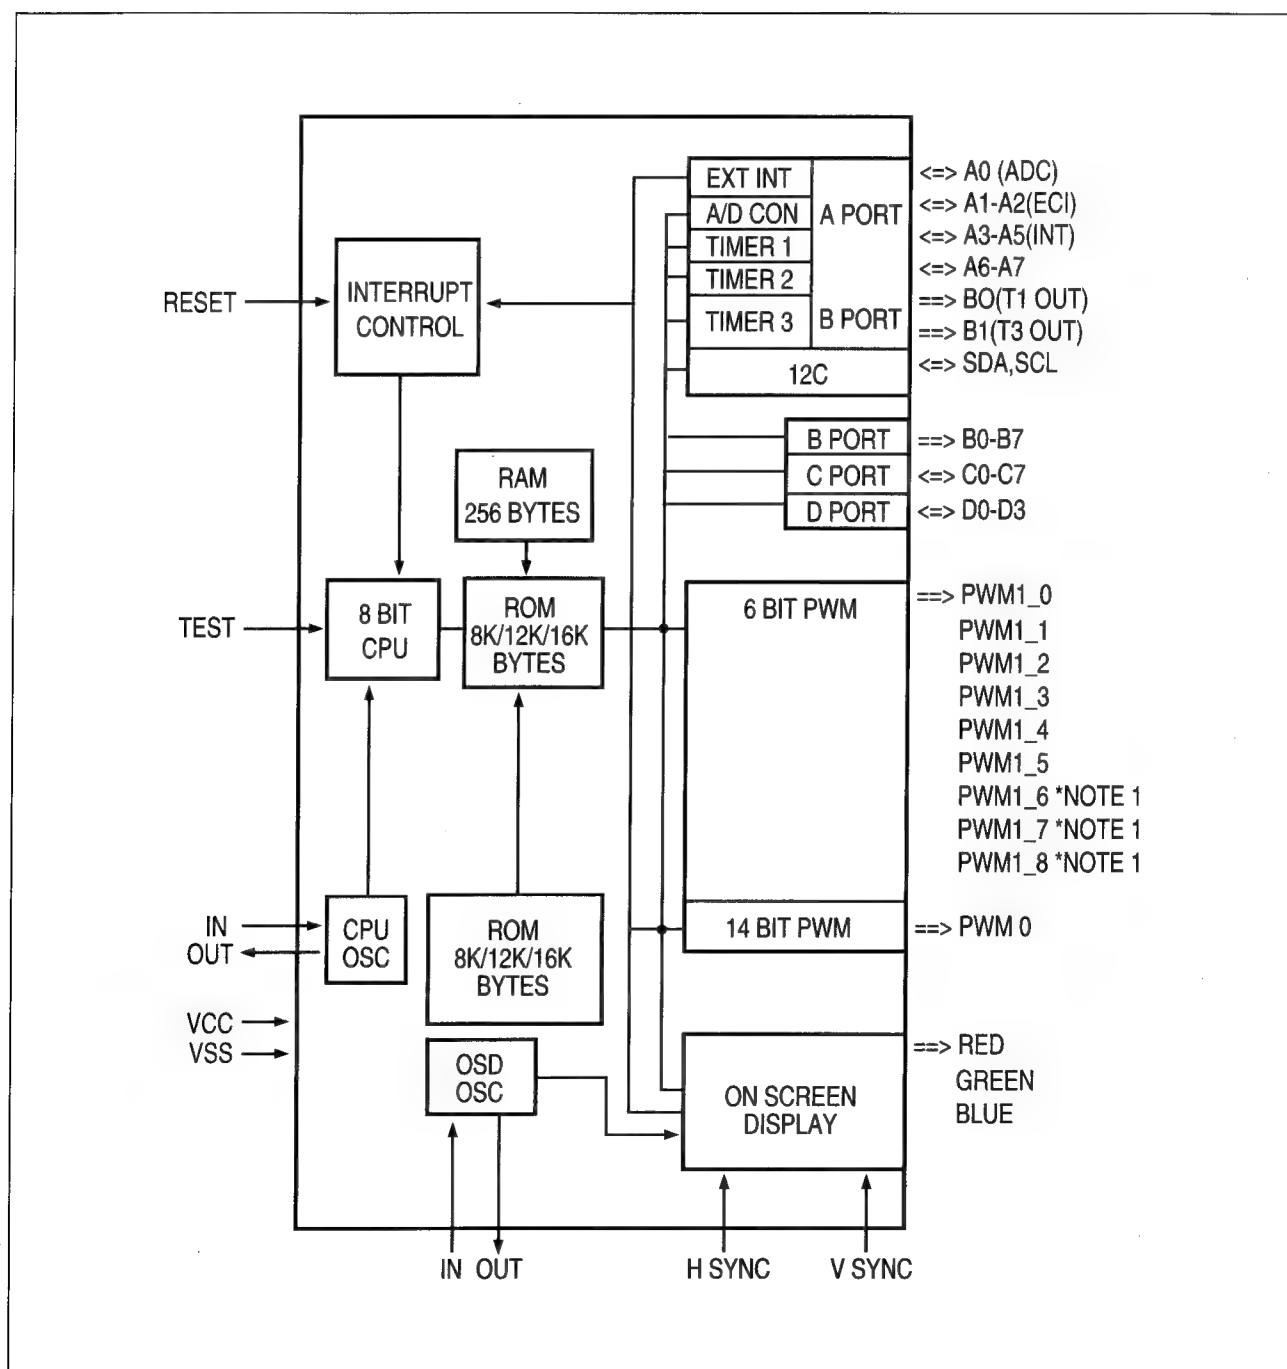 EXT INT
A/D CON
TIMER 1
TIMER 2
TIMER 3
A PORT
B PORT
12C
<=> A0 (ADC)
<=> A1-A2(ECI)
<=> A3-A5(INT)
<=> A6-A7
==> BO(T1 OUT)
==> B1(T3 OUT)
<=> SDA,SCL
RESET
INTERRUPT
CONTROL
B PORT
C PORT
D PORT
==> B0-B7
<=> C0-C7
<=> D0-D3
RAM
256 BYTES
TEST
8 BIT
CPU
ROM
8K/12K/16K
BYTES
6 BIT PWM
==> PWM1_0
PWM1_1
PWM1_2
PWM1_3
PWM1_4
PWM1_5
PWM1_6 *NOTE 1
PWM1_7 *NOTE 1
PWM1_8 *NOTE 1
IN
OUT
CPU
OSC
ROM
8K/12K/16K
BYTES
14 BIT PWM
==> PWM 0
VCC
VSS
OSD
OSC
ON SCREEN
DISPLAY
==> RED
GREEN
BLUE
IN OUT
H SYNC
V SYNC